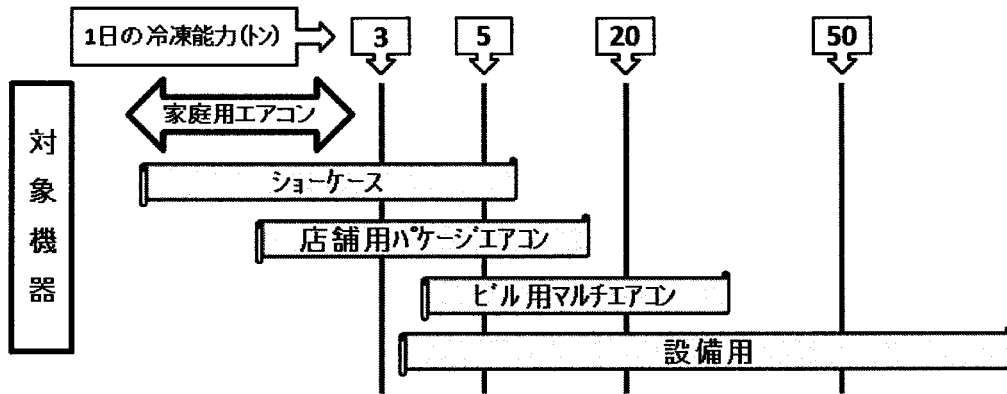 1日の冷凍能力(トン)
3
5
20
50
対象機器
家庭用エアコン
ショーケース
店舗用パケージエアコン
ビル用マルチエアコン
設備用